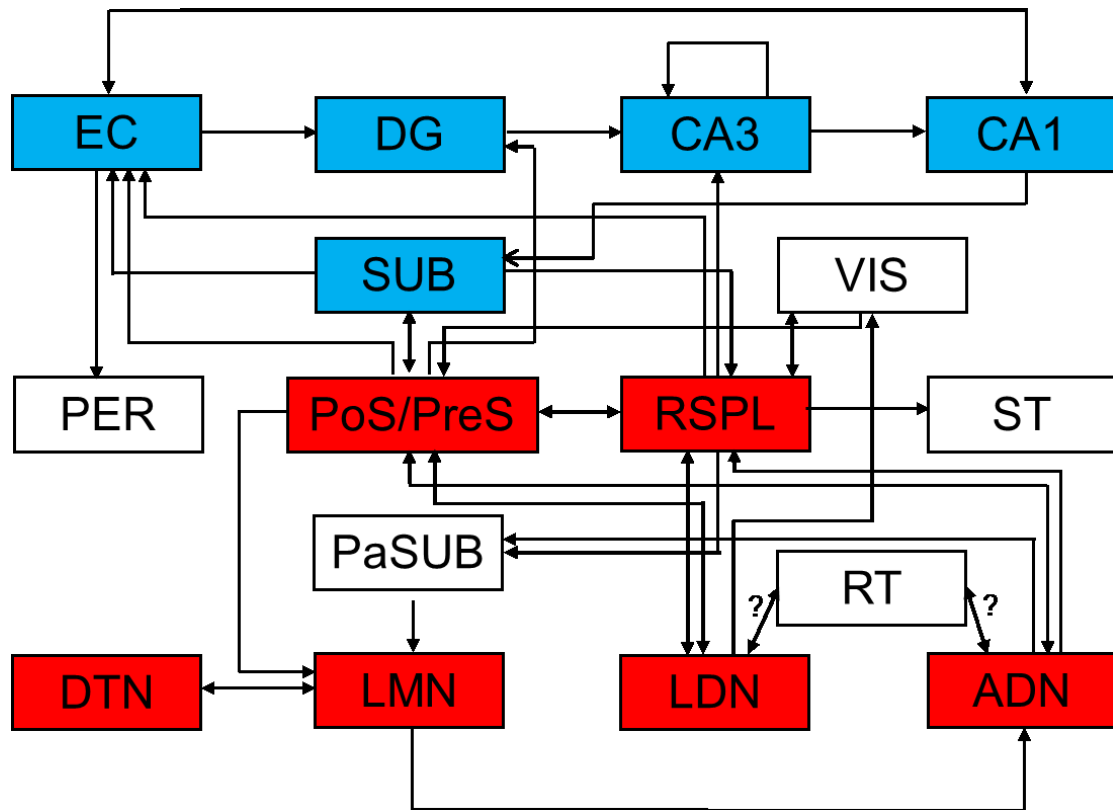 EC
DG
CA3
CA1
SUB
VIS
PER
PoS/PreS
RSPL
ST
PaSUB
RT
?
?
DTN
LMN
LDN
ADN